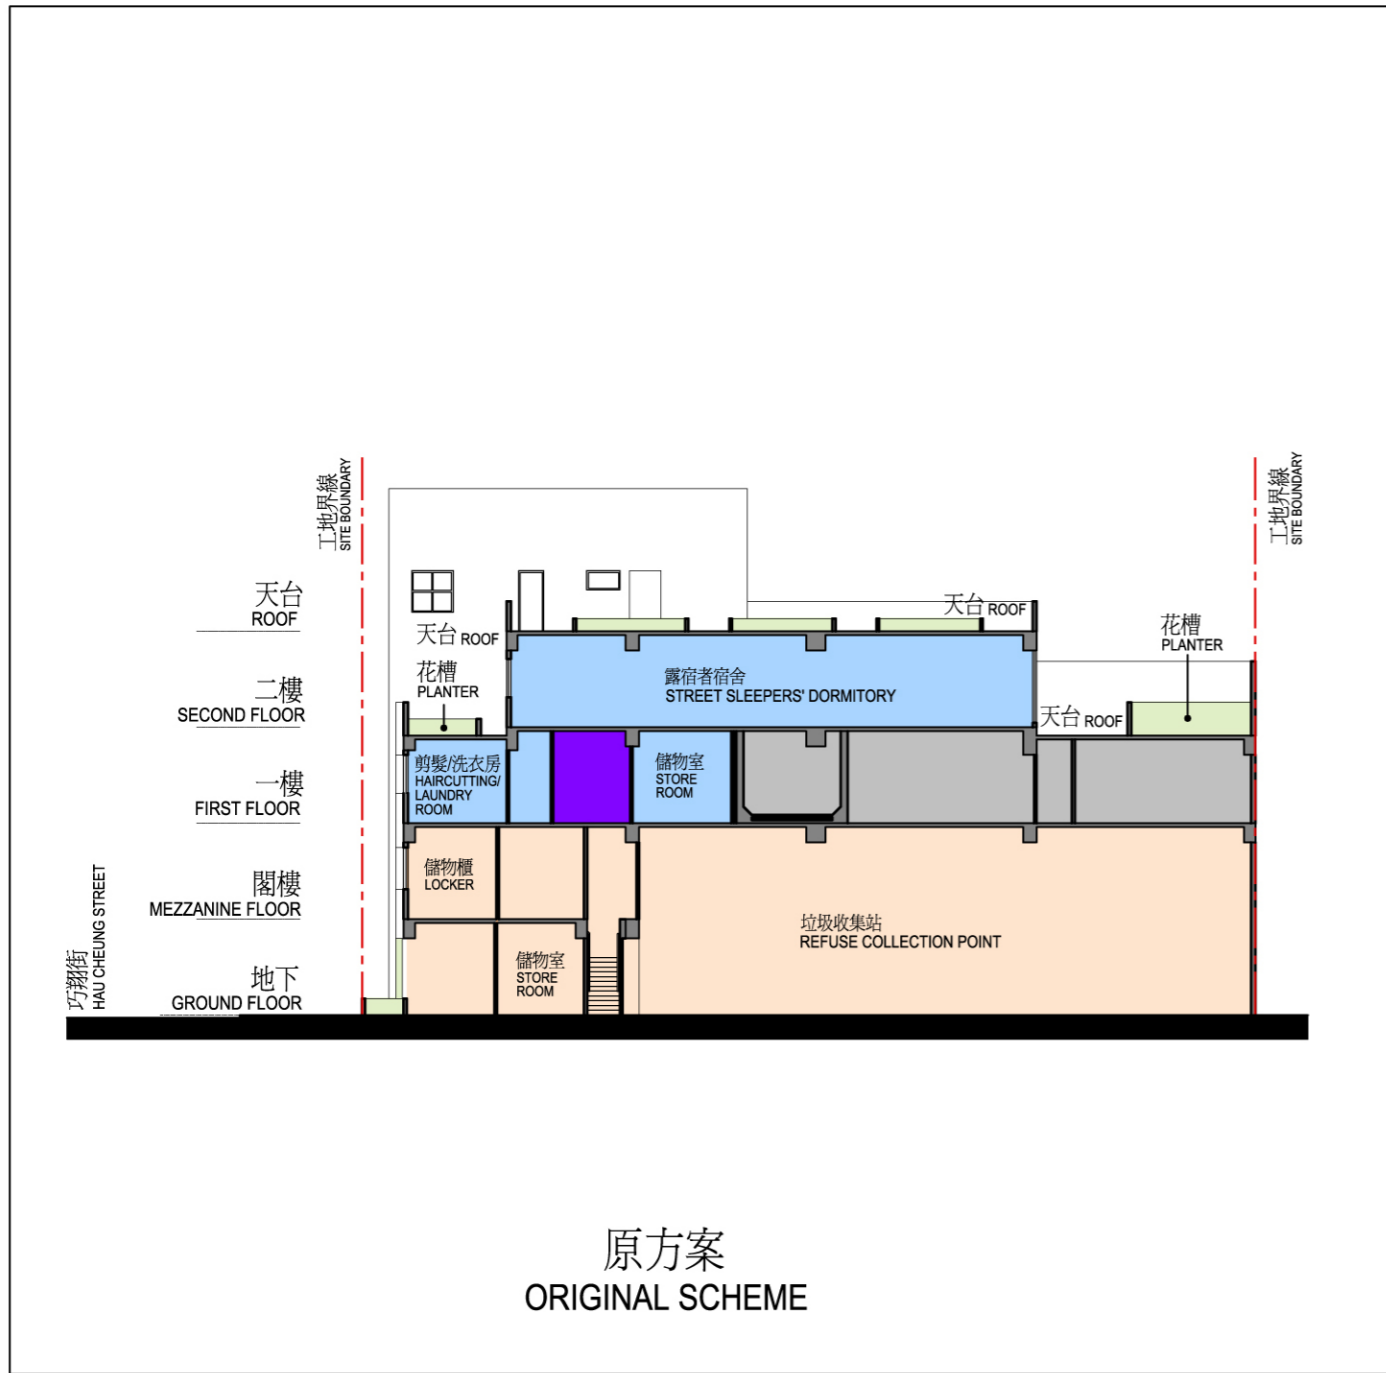 工地界線
SITE BOUNDARY
工地界線
SITE BOUNDARY
天台
ROOF
天台 ROOF
天台 ROOF
花槽
PLANTER
花槽
PLANTER
二樓
SECOND FLOOR
露宿者宿舍
STREET SLEEPERS' DORMITORY
天台 ROOF
一樓
FIRST FLOOR
剪髮/洗衣房
HAIRCUTTING/
LAUNDRY
ROOM
儲物室
STORE
ROOM
閣樓
MEZZANINE FLOOR
儲物櫃
LOCKER
垃圾收集站
REFUSE COLLECTION POINT
巧翔街
HAU CHEUNG STREET
地下
GROUND FLOOR
儲物室
STORE
ROOM
原方案
ORIGINAL SCHEME